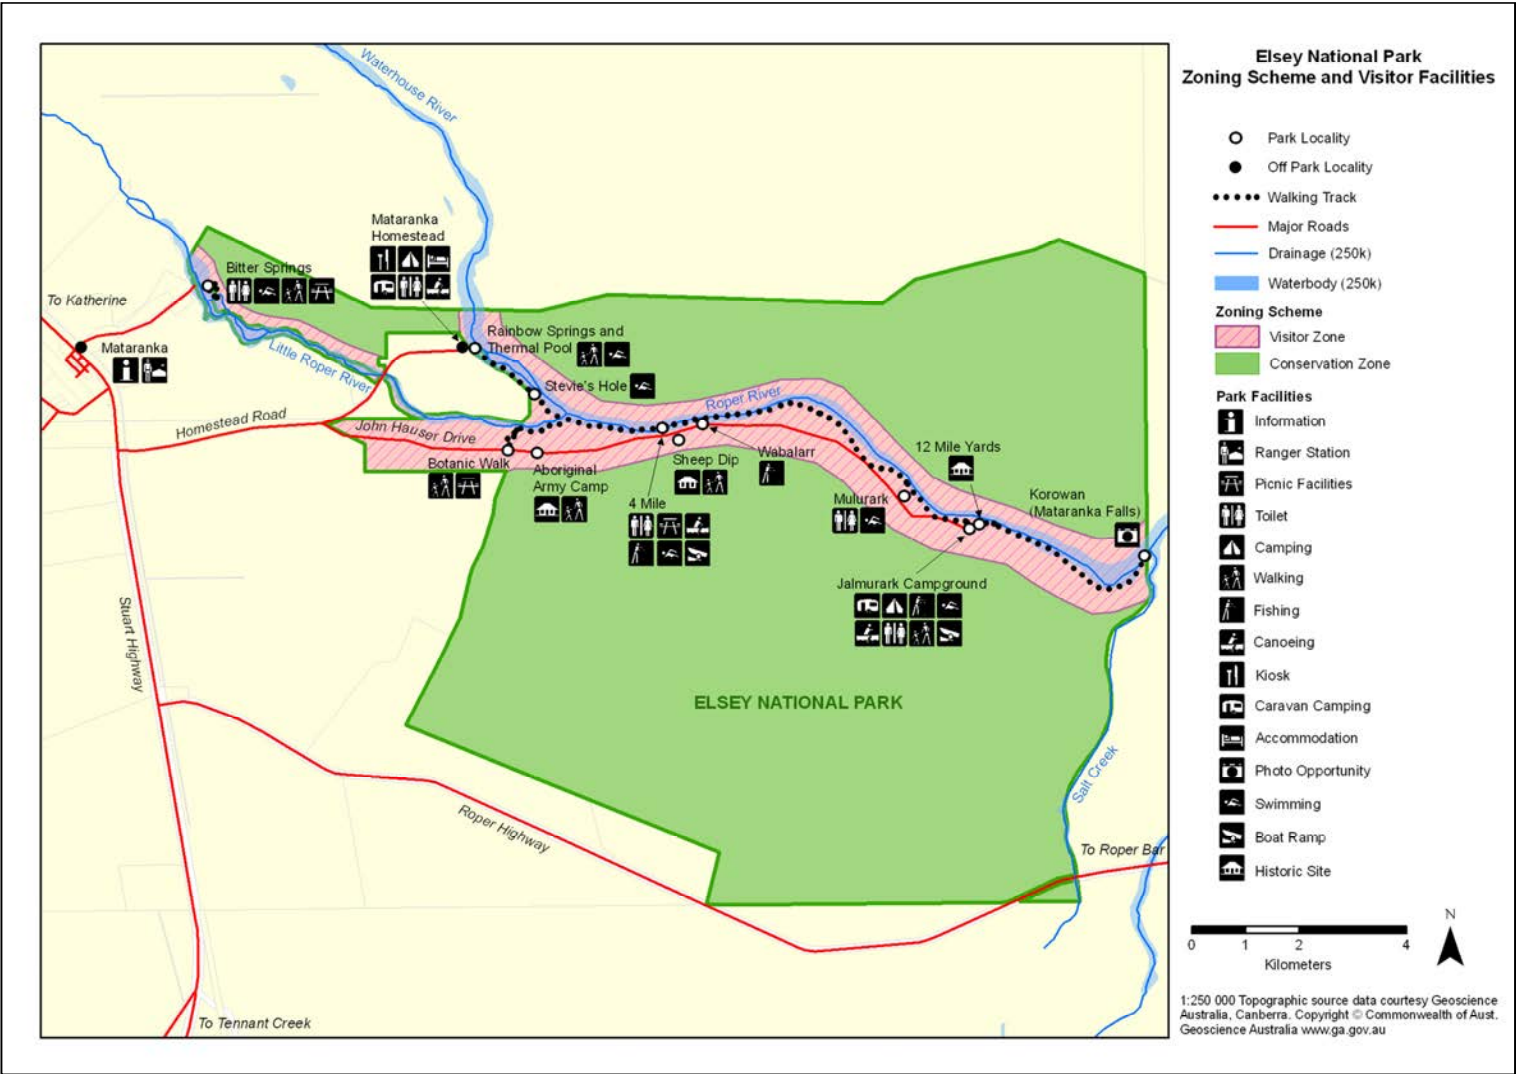 Elsey National Park
Zoning Scheme and Visitor Facilities
Park Locality
Off Park Locality
Walking Track
Major Roads
Drainage (250k)
Waterbody (250k)
Zoning Scheme
Visitor Zone
Conservation Zone
Park Facilities
Information
Ranger Station
Picnic Facilities
Toilet
Camping
Walking
Fishing
Canoeing
Kiosk
Caravan Camping
Accommodation
Photo Opportunity
Swimming
Boat Ramp
Historic Site
N
0 1 2 4
Kilometers
1:250 000 Topographic source data courtesy Geoscience
Australia, Canberra. Copyright © Commonwealth of Aust.
Geoscience Australia www.ga.gov.au
Waterhouse River
Mataranka
Homestead
Bitter Springs
To Katherine
Mataranka
Little Roper River
Rainbow Springs and
Thermal Pool
Stevie's Hole
Roper River
Homestead Road
John Hauser Drive
Botanic Walk
Aboriginal
Army Camp
4 Mile
Sheep Dip
Wabalarr
12 Mile Yards
Mulurark
Korowan
(Mataranka Falls)
Jalmurark Campground
Stuart Highway
ELSEY NATIONAL PARK
Salt Creek
Roper Highway
To Roper Bar
To Tennant Creek